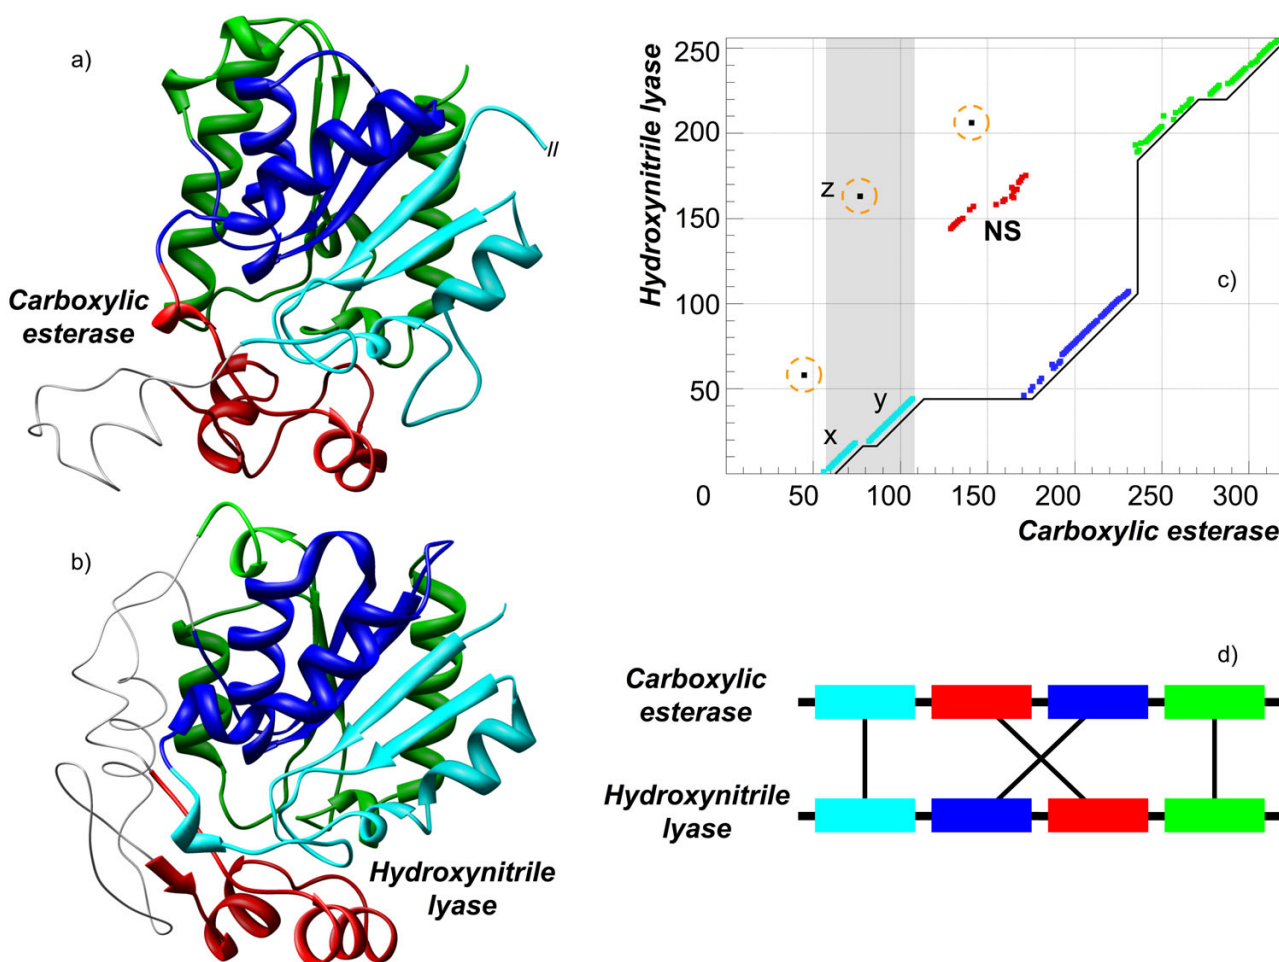 a)
//
Carboxylic
esterase
b)
Hydroxynitrile
lyase
Hydroxynitrile lyase
250
200
150
100
50
z
NS
c)
y
x
0 50 100 150 200 250 300
Carboxylic esterase
d)
Carboxylic
esterase
Hydroxynitrile
lyase